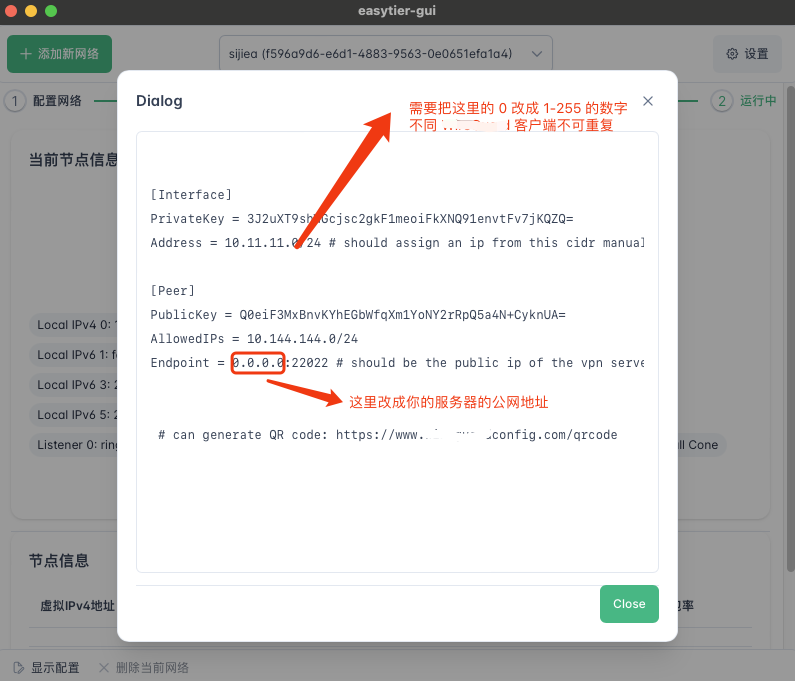 easytier-gui
添加新网络
sijiea (f596a9d6-e6d1-4883-9563-0e0651efa1a4)
设置
1 配置网络
2 运行中
Dialog
需要把这里的 0 改成 1-255 的数字
不同 客户端不可重复
当前节点信息
[Interface]
PrivateKey =
Address = 10.11.11.0/24 # should assign an ip from this cidr manual
[Peer]
PublicKey = Q0eiF3MxBnvKYhEGbWfqXm1YoNY2rRpQ5a4N+CyknUA=
AllowedIPs = 10.144.144.0/24
Endpoint = 0.0.0.0:22022 # should be the public ip of the vpn serve
这里改成你的服务器的公网地址
# can generate QR code: https://www. config.com/qrcode
Local IPv4 0:
Local IPv6 1:
Local IPv6 3: 2
Local IPv6 5: 2
Listener 0: ring
Cone
节点信息
虚拟IPv4地址
率
Close
显示配置
删除当前网络